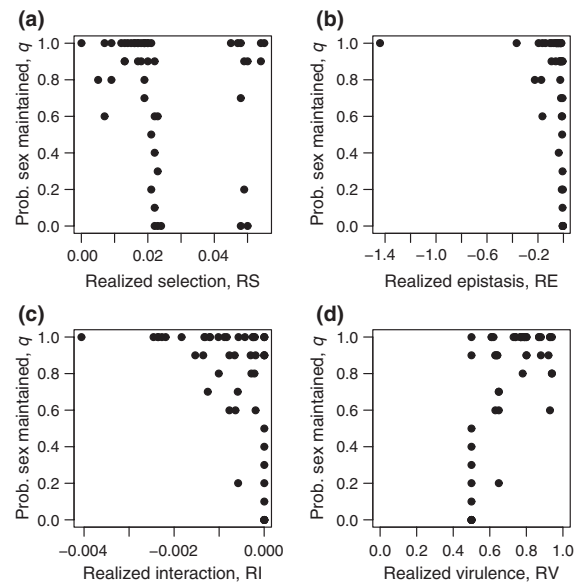 (a)
Prob. sex maintained, q
1.0
0.8
0.6
0.4
0.2
0.0
0.00 0.02 0.04
Realized selection, RS
(b)
Prob. sex maintained, q
1.0
0.8
0.6
0.4
0.2
0.0
−1.4 −1.0 −0.6 −0.2
Realized epistasis, RE
(c)
Prob. sex maintained, q
1.0
0.8
0.6
0.4
0.2
0.0
−0.004 −0.002 0.000
Realized interaction, RI
(d)
Prob. sex maintained, q
1.0
0.8
0.6
0.4
0.2
0.0
0.0 0.2 0.4 0.6 0.8 1.0
Realized virulence, RV